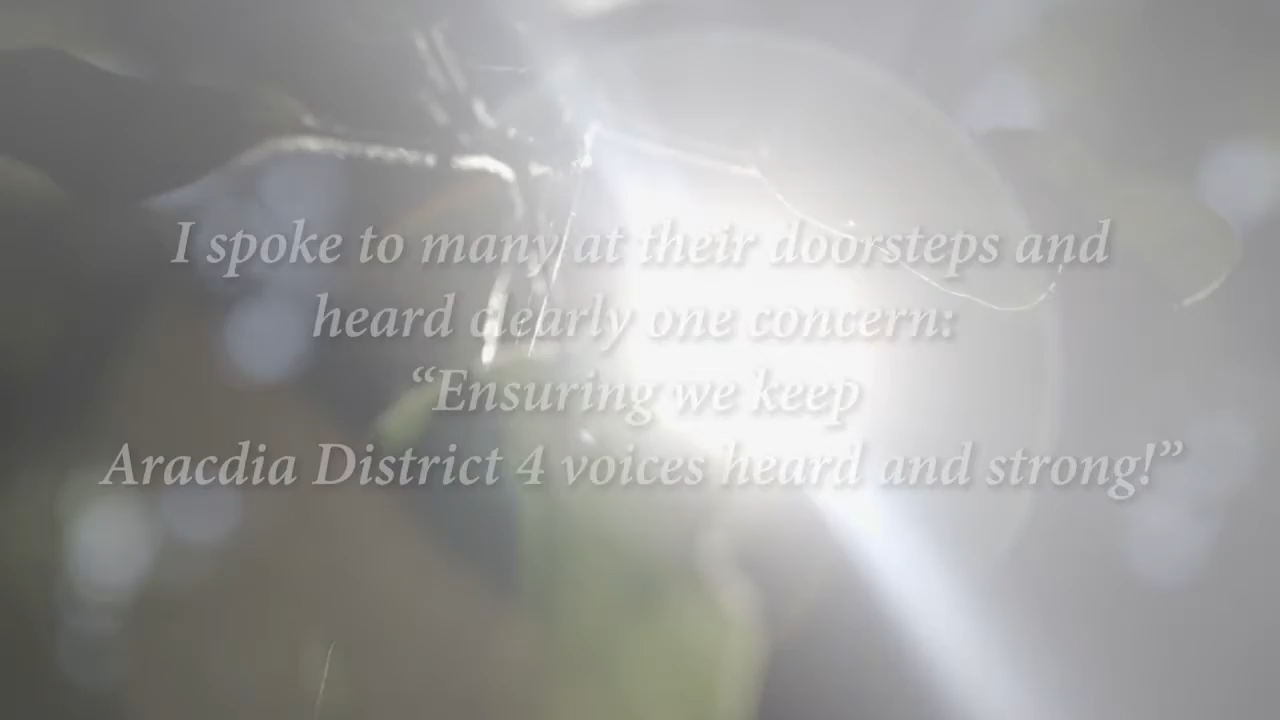 I spoke to many at their doorsteps and
heard clearly one concern:
“Ensuring we keep
Aracdia District 4 voices heard and strong!”